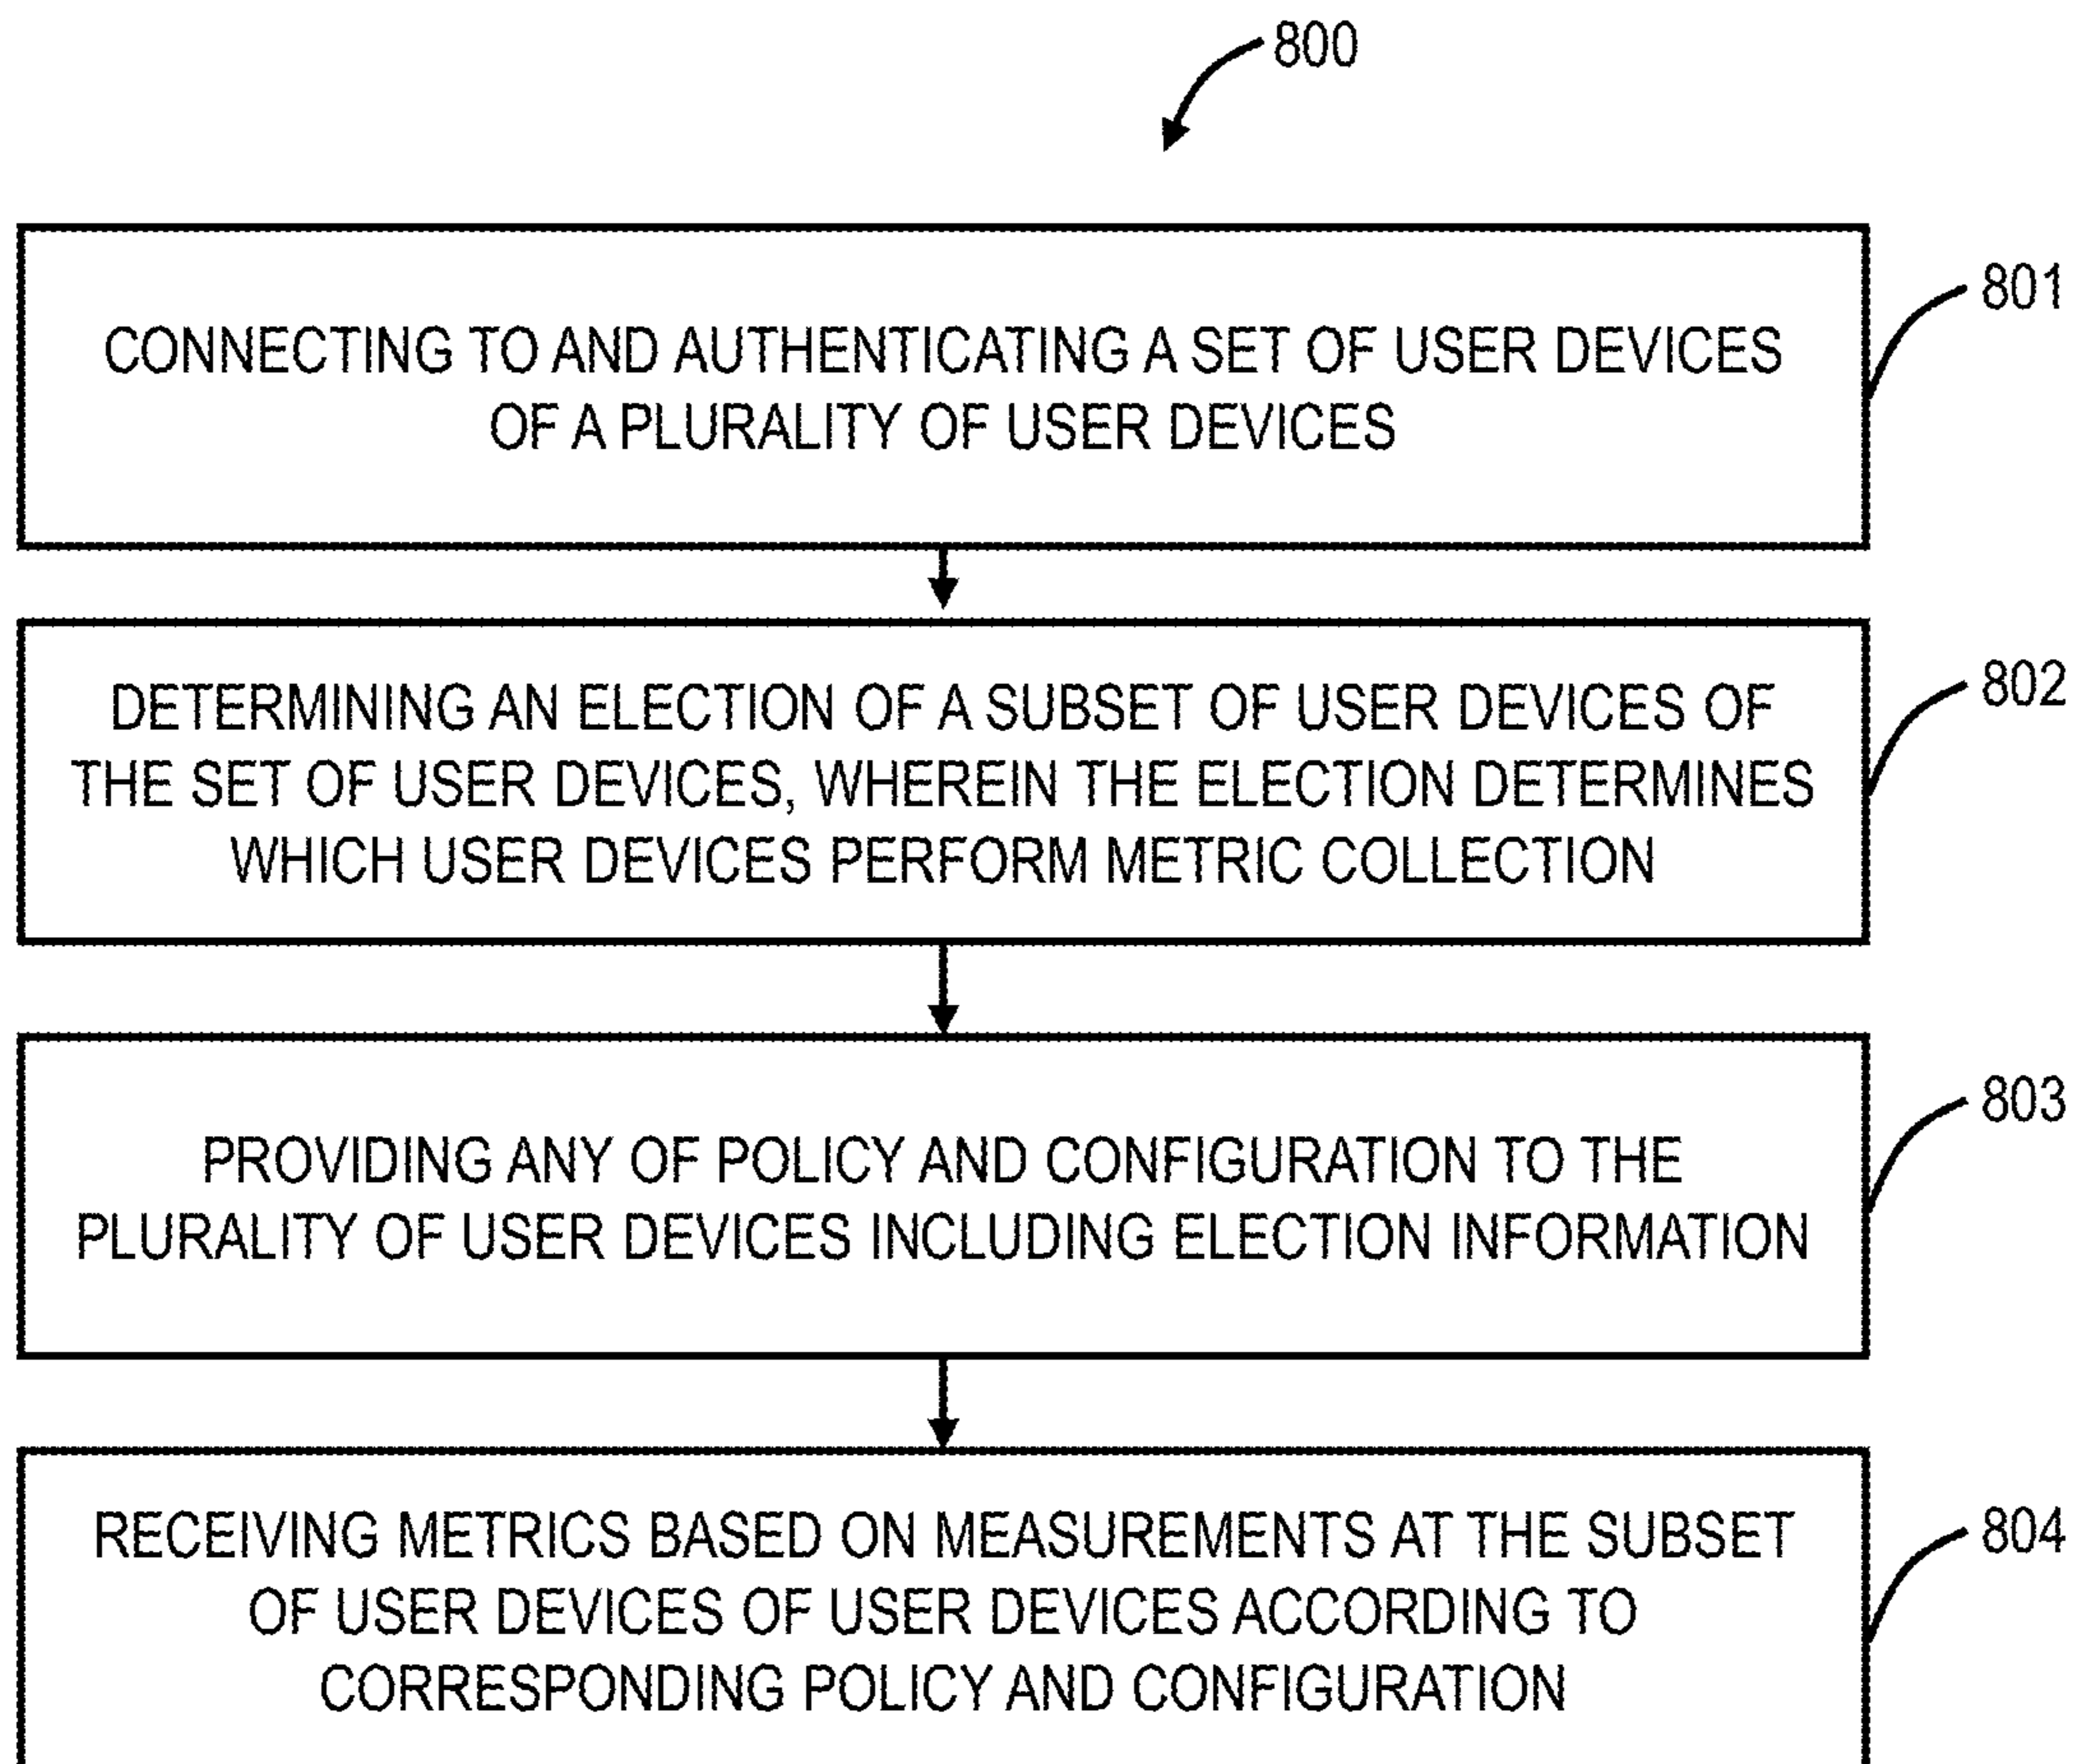 800
801
CONNECTING TO AND AUTHENTICATING A SET OF USER DEVICES
OF A PLURALITY OF USER DEVICES
802
DETERMINING AN ELECTION OF A SUBSET OF USER DEVICES OF
THE SET OF USER DEVICES, WHEREIN THE ELECTION DETERMINES
WHICH USER DEVICES PERFORM METRIC COLLECTION
803
PROVIDING ANY OF POLICY AND CONFIGURATION TO THE
PLURALITY OF USER DEVICES INCLUDING ELECTION INFORMATION
804
RECEIVING METRICS BASED ON MEASUREMENTS AT THE SUBSET
OF USER DEVICES OF USER DEVICES ACCORDING TO
CORRESPONDING POLICY AND CONFIGURATION